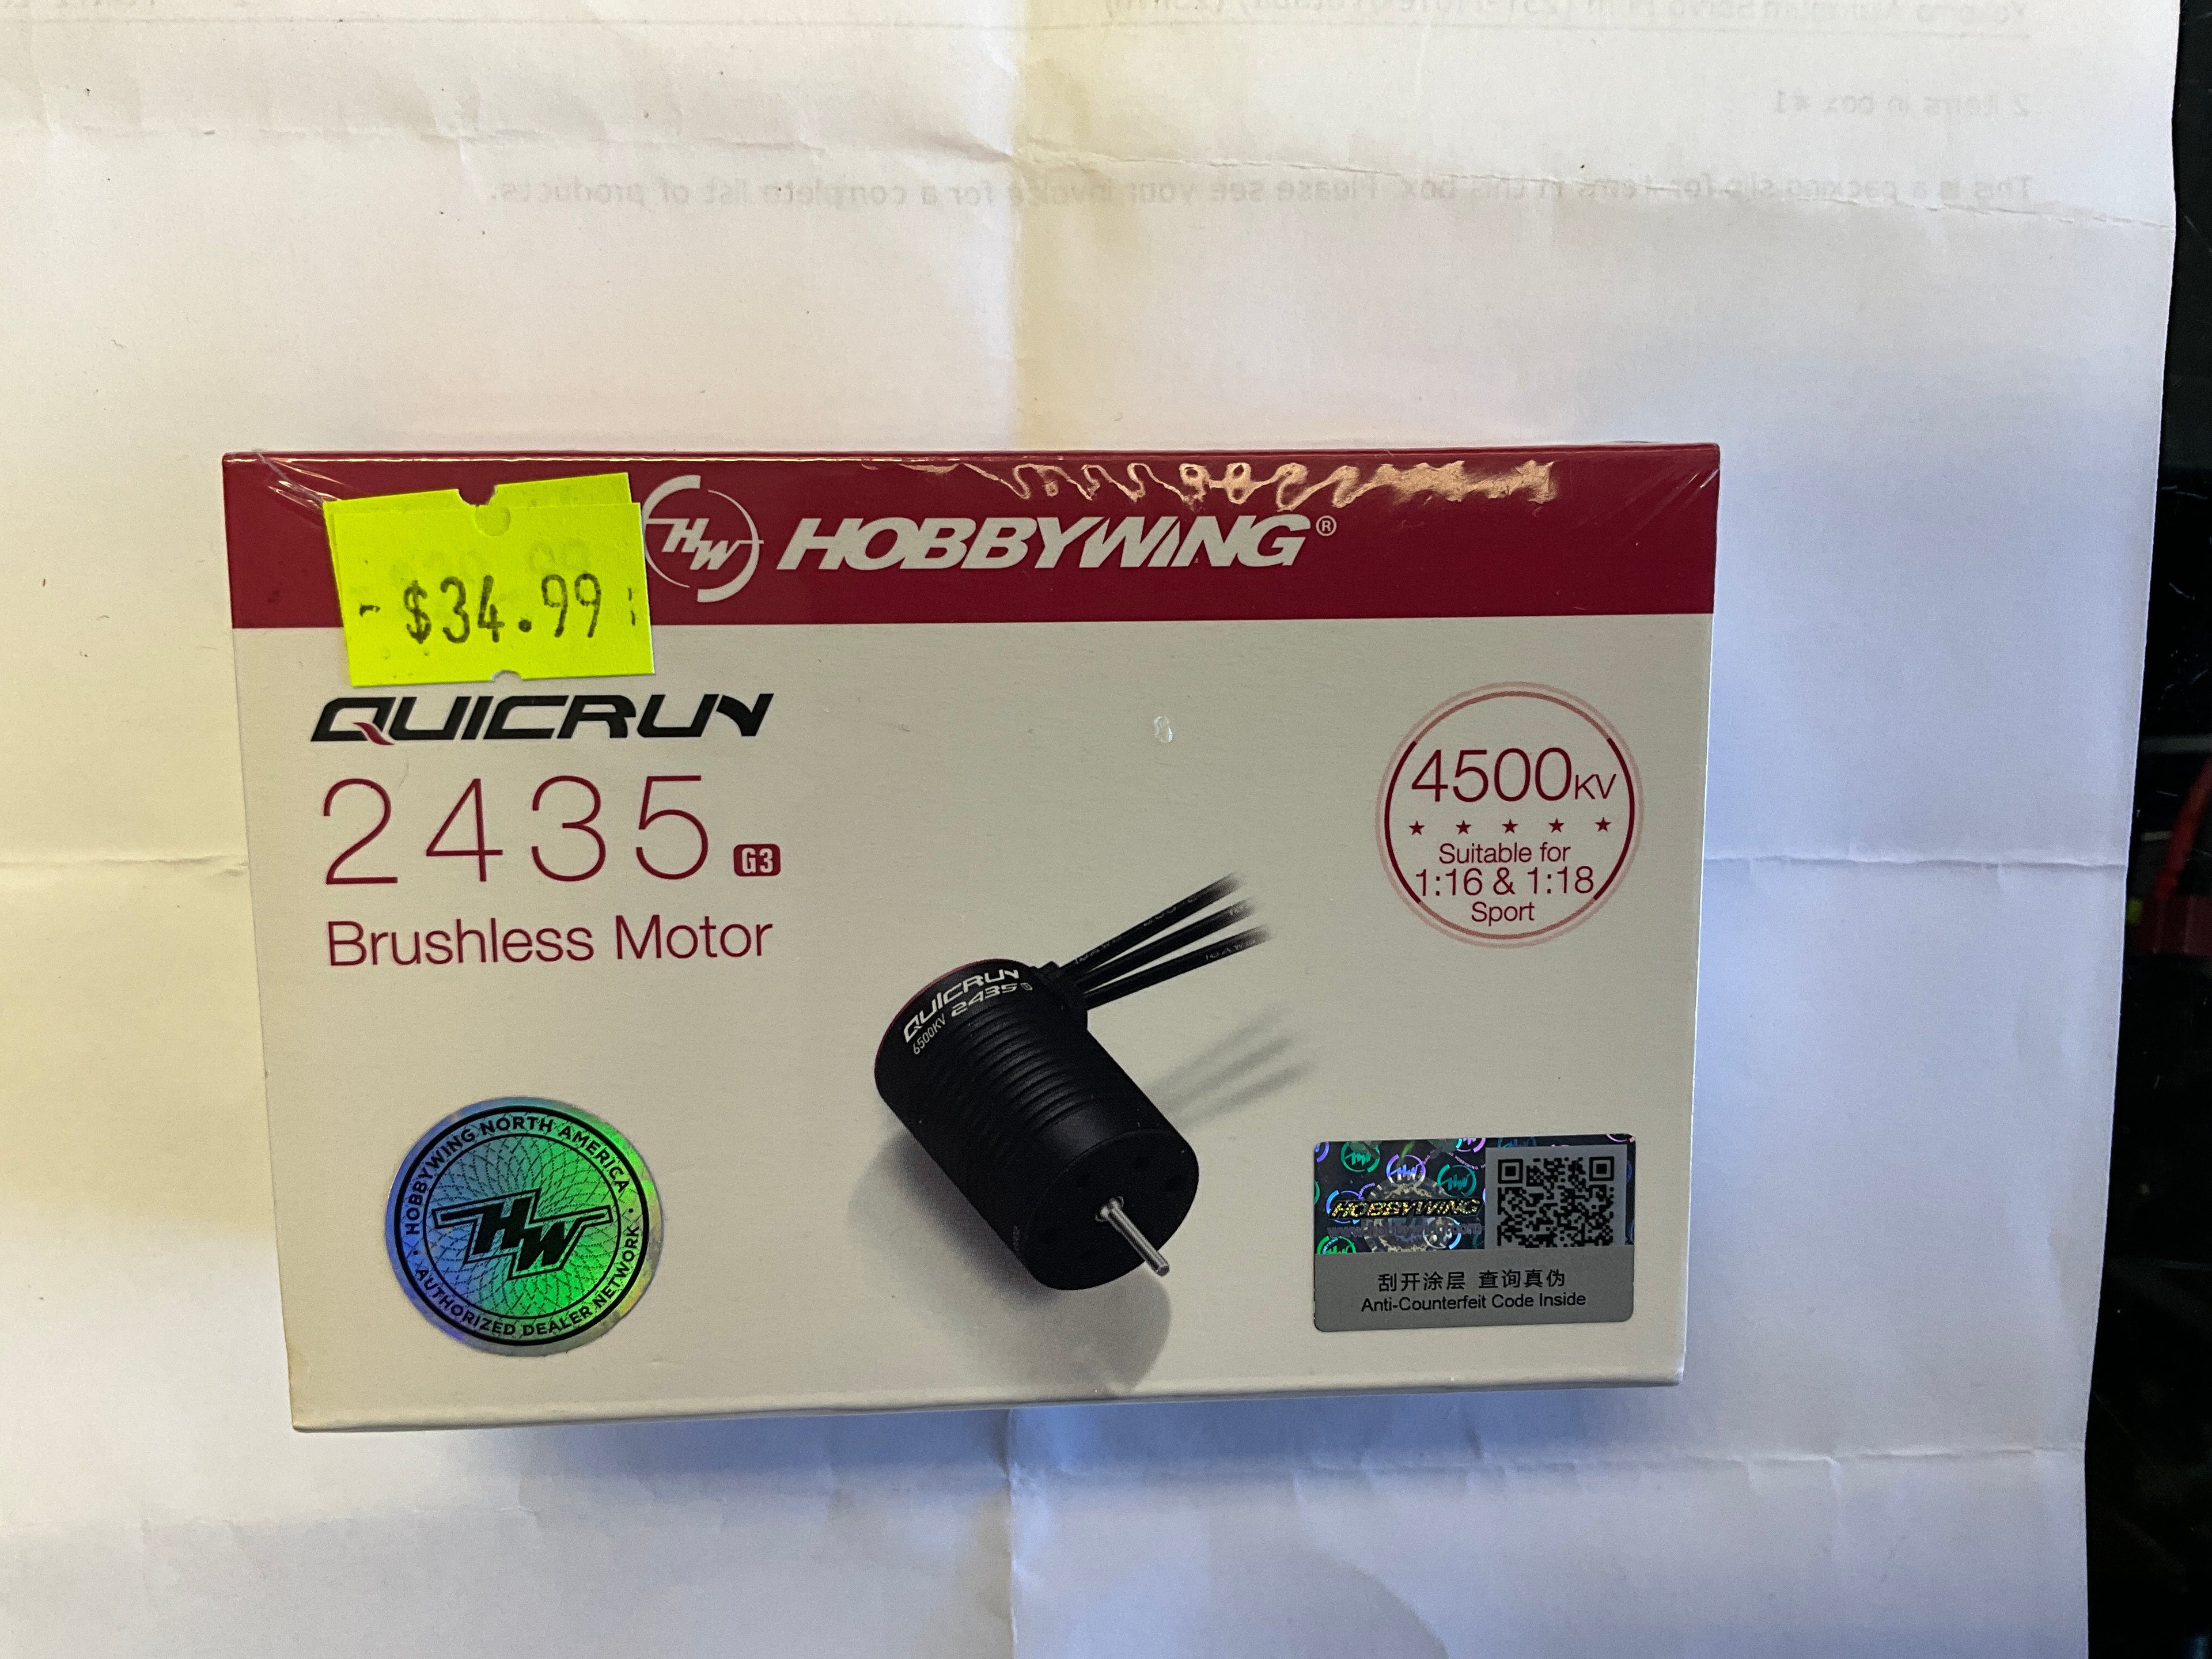 2 items in box #1
This is a packing slip for items in this box. Please see your invoice for a complete list of products.
$34.99
HW HOBBYWING®
QUICRUN
2435 G3
Brushless Motor
4500KV
★ ★ ★ ★ ★
Suitable for
1:16 & 1:18
Sport
QUICRUN
6500KV 2435
HOBBYWING NORTH AMERICA
HW
AUTHORIZED DEALER NETWORK
HOBBYWING
刮开涂层 查询真伪
Anti-Counterfeit Code Inside